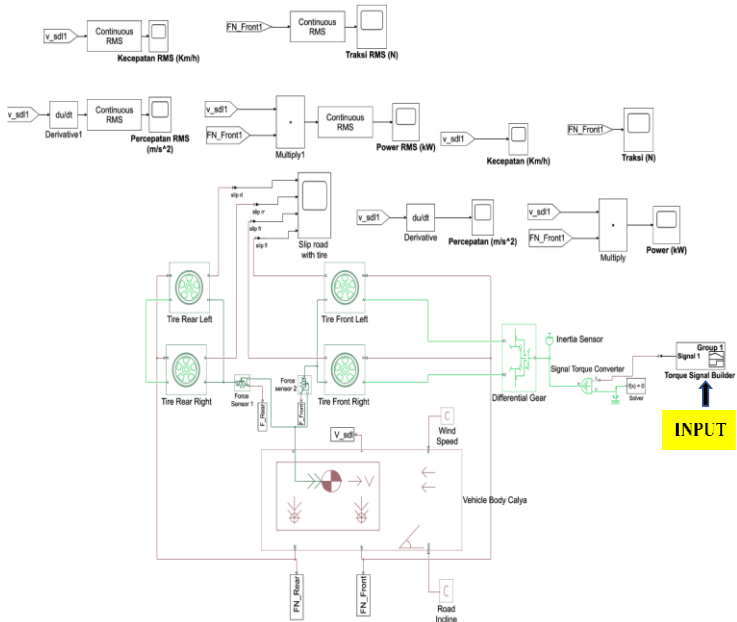 v_sdl1
Continuous
RMS
Kecepatan RMS (Km/h)
FN_Front1
Continuous
RMS
Traksi RMS (N)
v_sdl1
du/dt
Derivative1
Continuous
RMS
Percepatan RMS
(m/s^2)
v_sdl1
FN_Front1
Multiply1
Continuous
RMS
Power RMS (kW)
v_sdl1
Kecepatan (Km/h)
FN_Front1
Traksi (N)
slip rl
slip rr
slip fr
slip fl
Slip road
with tire
v_sdl1
du/dt
Derivative
Percepatan (m/s^2)
v_sdl1
FN_Front1
Multiply
Power (kW)
Tire Rear Left
Tire Front Left
Tire Rear Right
Force
Sensor 1
F_Rear
Force
sensor 2
F_Front
Tire Front Right
Differential Gear
Inertia Sensor
Signal Torque Converter
f(x) = 0
Solver
Group 1
Signal 1
Torque Signal Builder
INPUT
V_sdl
C
Wind
Speed
V
Vehicle Body Calya
FN_Rear
FN_Front
C
Road
Incline